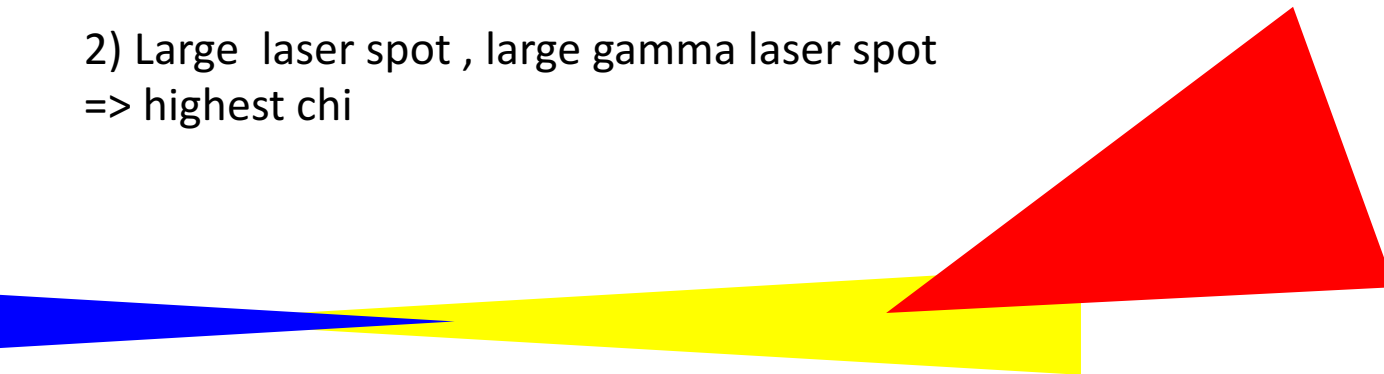 2) Large  laser spot , large gamma laser spot
=> highest chi